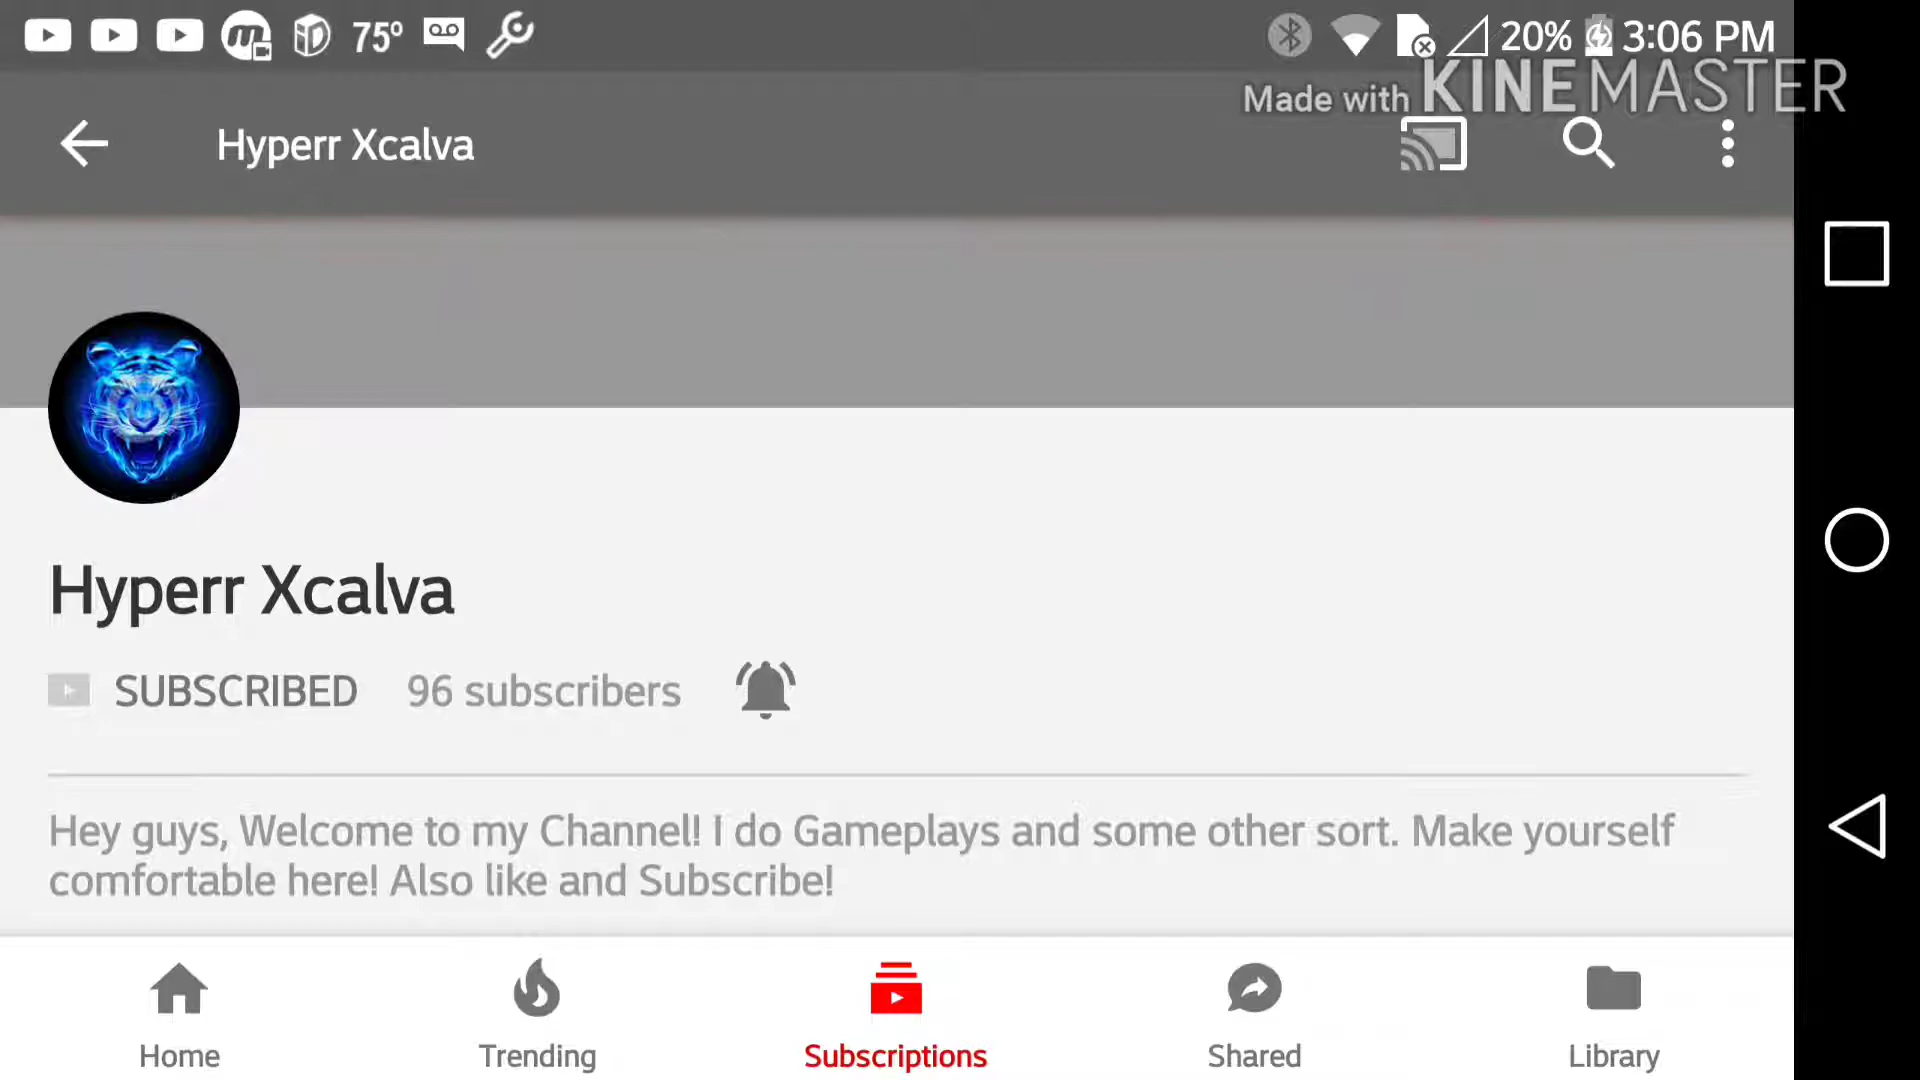 75° 20% 3:06 PM
Made with KINEMASTER
Hyperr Xcalva
Hyperr Xcalva
SUBSCRIBED 96 subscribers
Hey guys, Welcome to my Channel! I do Gameplays and some other sort. Make yourself
comfortable here! Also like and Subscribe!
Home Trending Subscriptions Shared Library